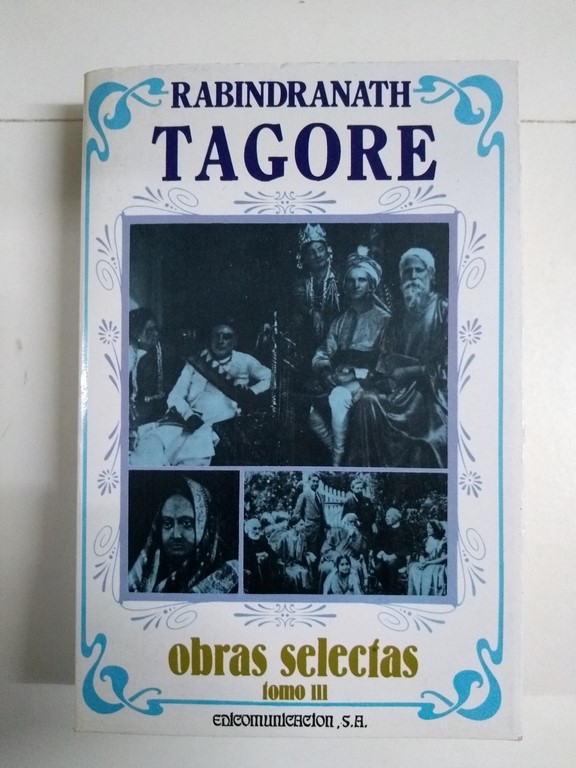 RABINDRANATH
TAGORE
obras selectas
tomo III
EDICOMUNICACION, S.A.